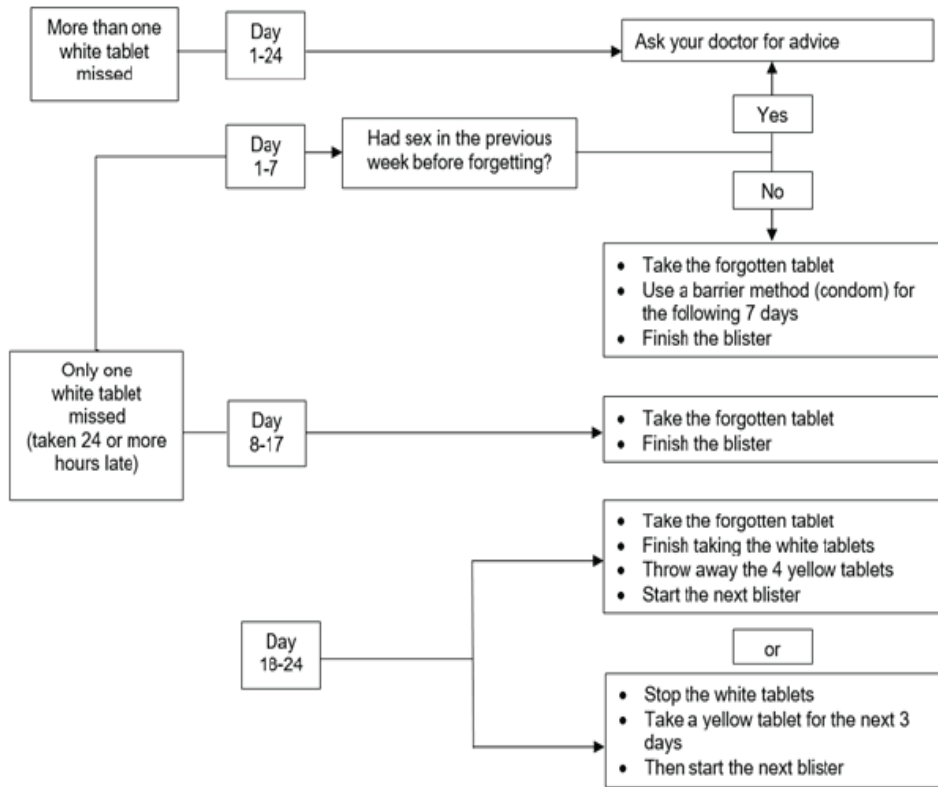 More than one
white tablet
missed
Day
1-24
Ask your doctor for advice
Yes
Day
1-7
Had sex in the previous
week before forgetting?
No
• Take the forgotten tablet
• Use a barrier method (condom) for
the following 7 days
• Finish the blister
Only one
white tablet
missed
(taken 24 or more
hours late)
Day
8-17
• Take the forgotten tablet
• Finish the blister
• Take the forgotten tablet
• Finish taking the white tablets
• Throw away the 4 yellow tablets
• Start the next blister
Day
18-24
or
• Stop the white tablets
• Take a yellow tablet for the next 3
days
• Then start the next blister